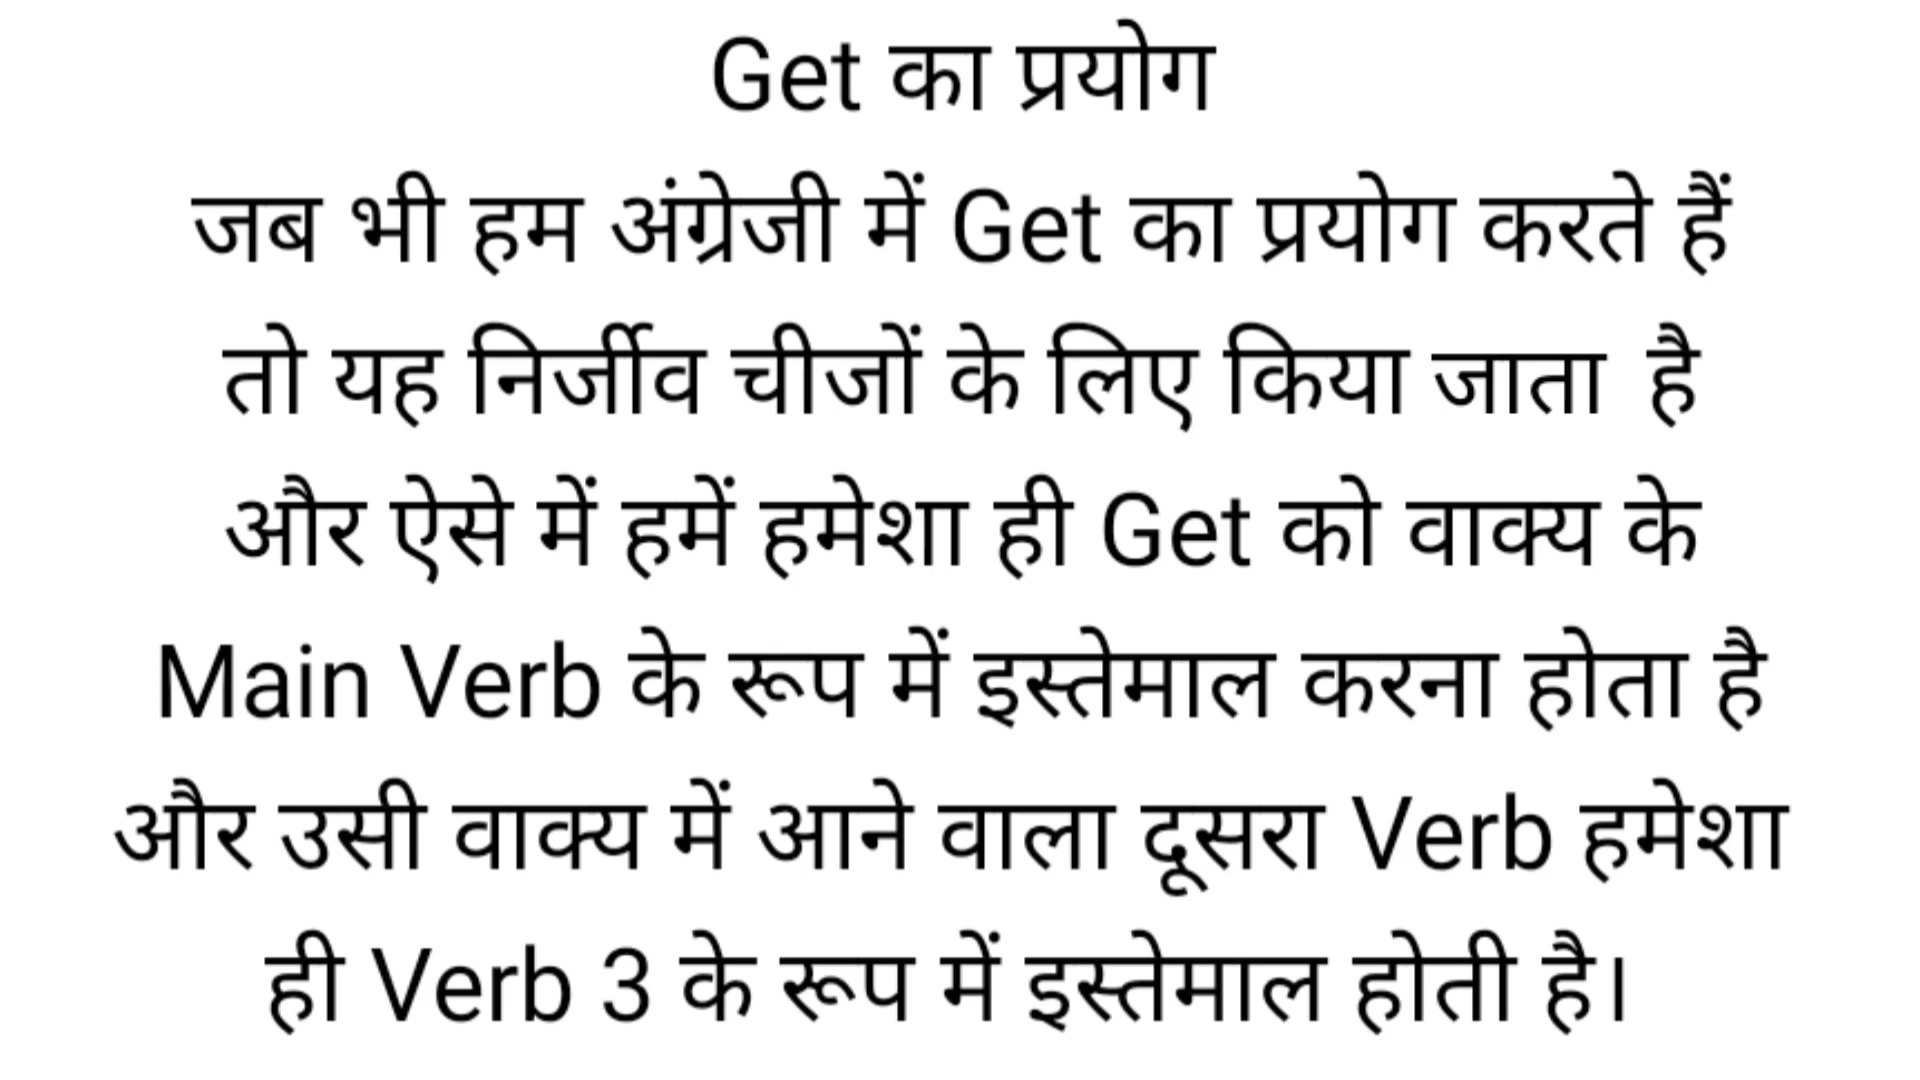 Get का प्रयोग
जब भी हम अंग्रेजी में Get का प्रयोग करते हैं
तो यह निर्जीव चीजों के लिए किया जाता है
और ऐसे में हमें हमेशा ही Get को वाक्य के
Main Verb के रूप में इस्तेमाल करना होता है
और उसी वाक्य में आने वाला दूसरा Verb हमेशा
ही Verb 3 के रूप में इस्तेमाल होती है।